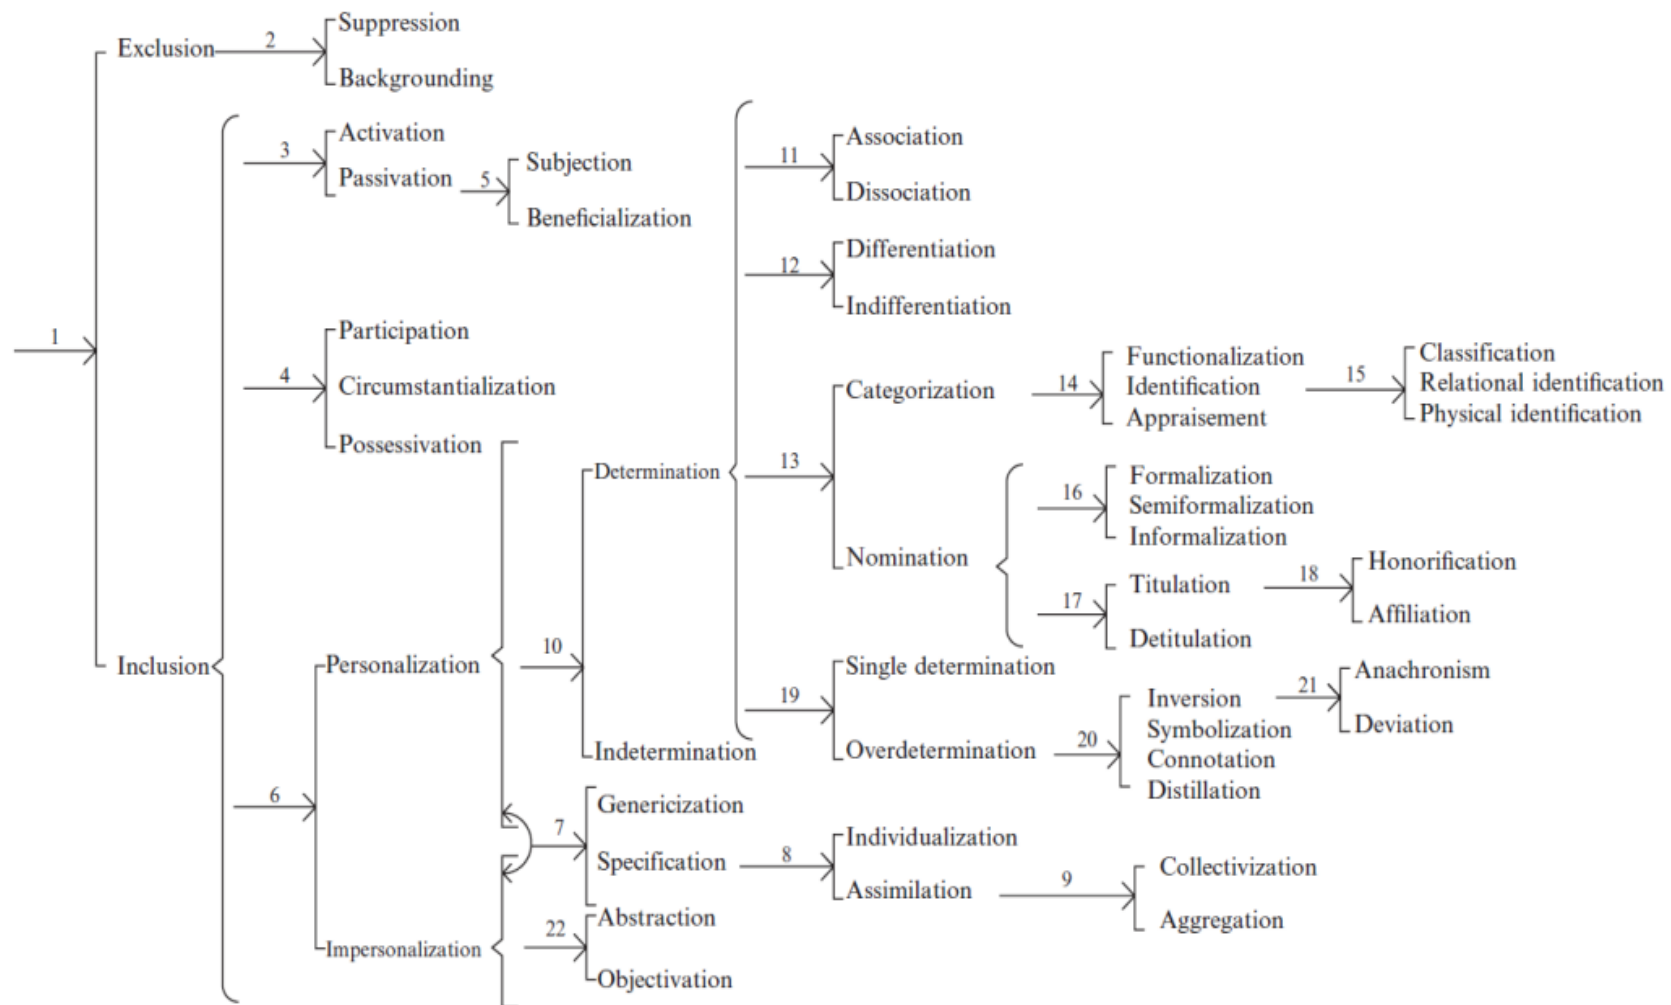 Suppression
2
Exclusion
Backgrounding
Activation
3
Passivation
5
Subjection
Beneficialization
1
Participation
4
Circumstantialization
Possessivation
Inclusion
6
Personalization
10
Determination
Indetermination
11
Association
Dissociation
12
Differentiation
Indifferentiation
13
Categorization
14
Functionalization
Identification
Appraisement
15
Classification
Relational identification
Physical identification
Nomination
16
Formalization
Semiformalization
Informalization
17
Titulation
Detitulation
18
Honorification
Affiliation
19
Single determination
Overdetermination
20
Inversion
Symbolization
Connotation
Distillation
21
Anachronism
Deviation
7
Genericization
Specification
8
Individualization
Assimilation
9
Collectivization
Aggregation
Impersonalization
22
Abstraction
Objectivation